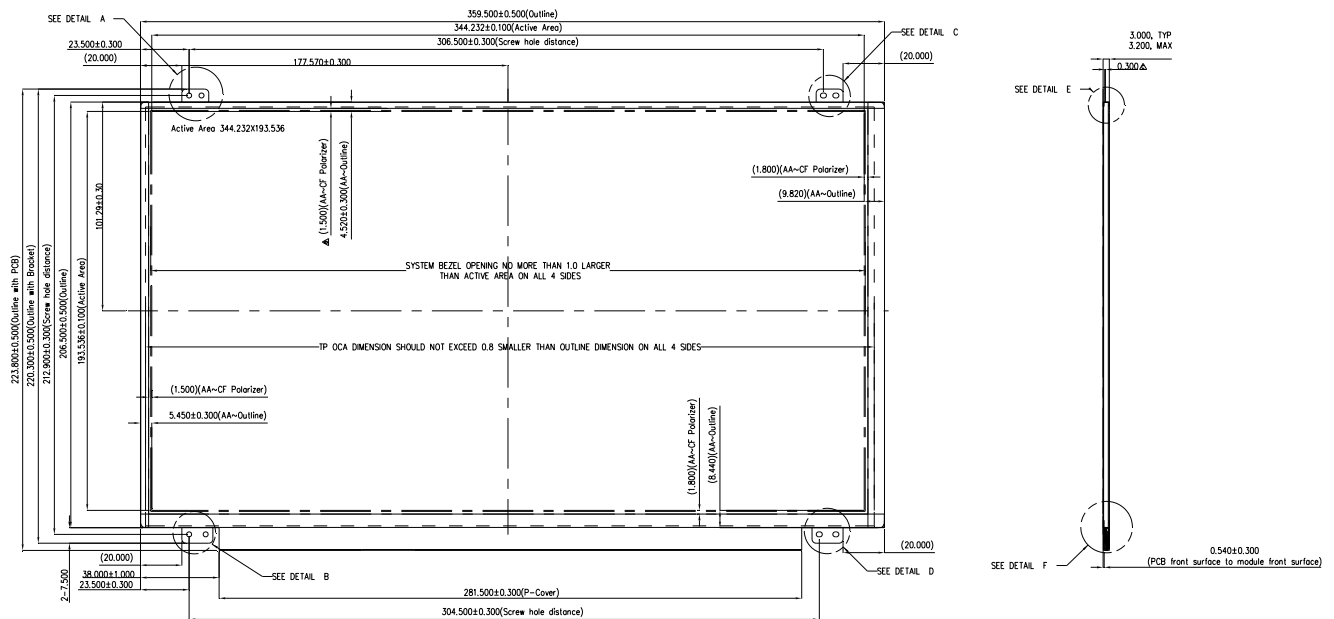 359.500±0.500(Outline)
SEE DETAIL A
344.232±0.100(Active Area)
SEE DETAIL C
23.500±0.300
306.500±0.300(Screw hole distance)
(20.000)
177.570±0.300
(20.000)
Active Area 344.232X193.536
(1.500)(AA~CF Polarizer)
4.520±0.300(AA~Outline)
(1.800)(AA~CF Polarizer)
(9.820)(AA~Outline)
101.29±0.30
223.800±0.500(Outline with PCB)
220.300±0.500(Outline with Bracket)
212.900±0.300(Screw hole distance)
206.500±0.500(Outline)
193.536±0.100(Active Area)
SYSTEM BEZEL OPENING NO MORE THAN 1.0 LARGER
THAN ACTIVE AREA ON ALL 4 SIDES
TP OCA DIMENSION SHOULD NOT EXCEED 0.8 SMALLER THAN OUTLINE DIMENSION ON ALL 4 SIDES
(1.500)(AA~CF Polarizer)
5.450±0.300(AA~Outline)
(1.800)(AA~CF Polarizer)
(8.440)(AA~Outline)
2-7.500
(20.000)
38.000±1.000
23.500±0.300
SEE DETAIL B
(20.000)
SEE DETAIL D
281.500±0.300(P-Cover)
304.500±0.300(Screw hole distance)
3.000, TYP
3.200, MAX
0.300
SEE DETAIL E
SEE DETAIL F
0.540±0.300
(PCB front surface to module front surface)